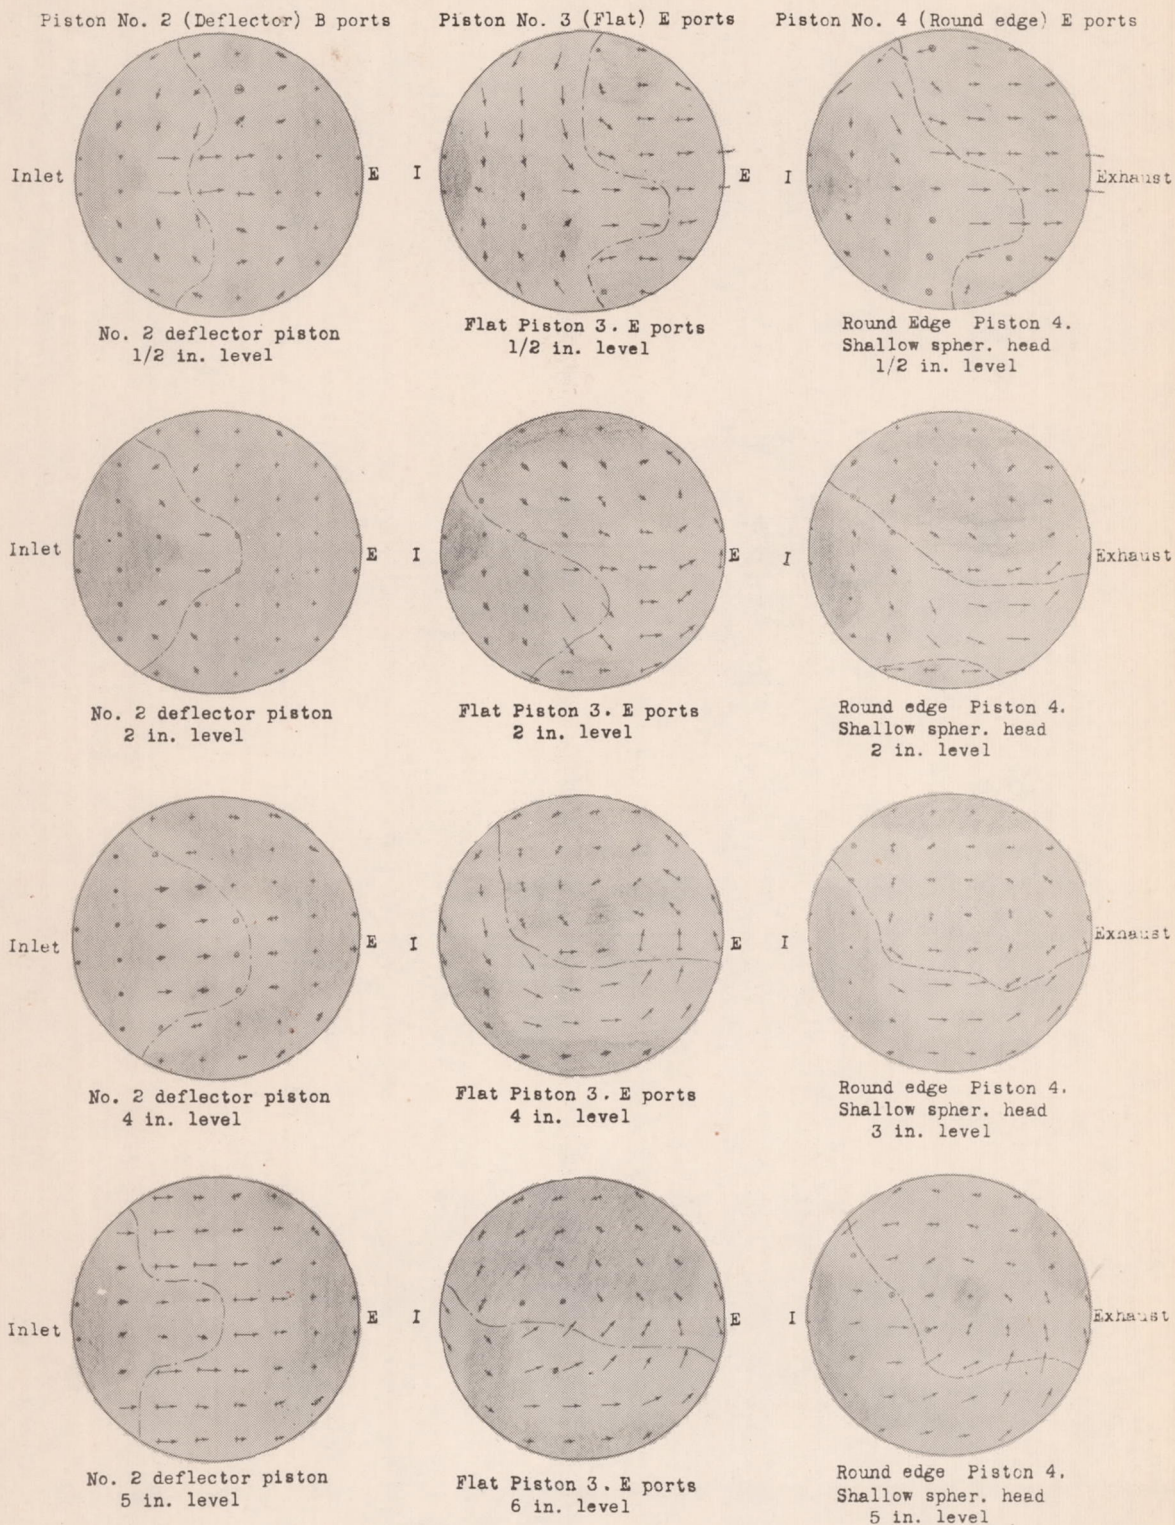 Piston No. 2 (Deflector) B ports
Piston No. 3 (Flat) E ports
Piston No. 4 (Round edge) E ports
Inlet
E
I
E
I
Exhaust
No. 2 deflector piston
1/2 in. level
Flat Piston 3. E ports
1/2 in. level
Round Edge Piston 4.
Shallow spher. head
1/2 in. level
Inlet
E
I
E
I
Exhaust
No. 2 deflector piston
2 in. level
Flat Piston 3. E ports
2 in. level
Round edge Piston 4.
Shallow spher. head
2 in. level
Inlet
E
I
E
I
Exhaust
No. 2 deflector piston
4 in. level
Flat Piston 3. E ports
4 in. level
Round edge Piston 4.
Shallow spher. head
3 in. level
Inlet
E
I
E
I
Exhaust
No. 2 deflector piston
5 in. level
Flat Piston 3. E ports
6 in. level
Round edge Piston 4.
Shallow spher. head
5 in. level